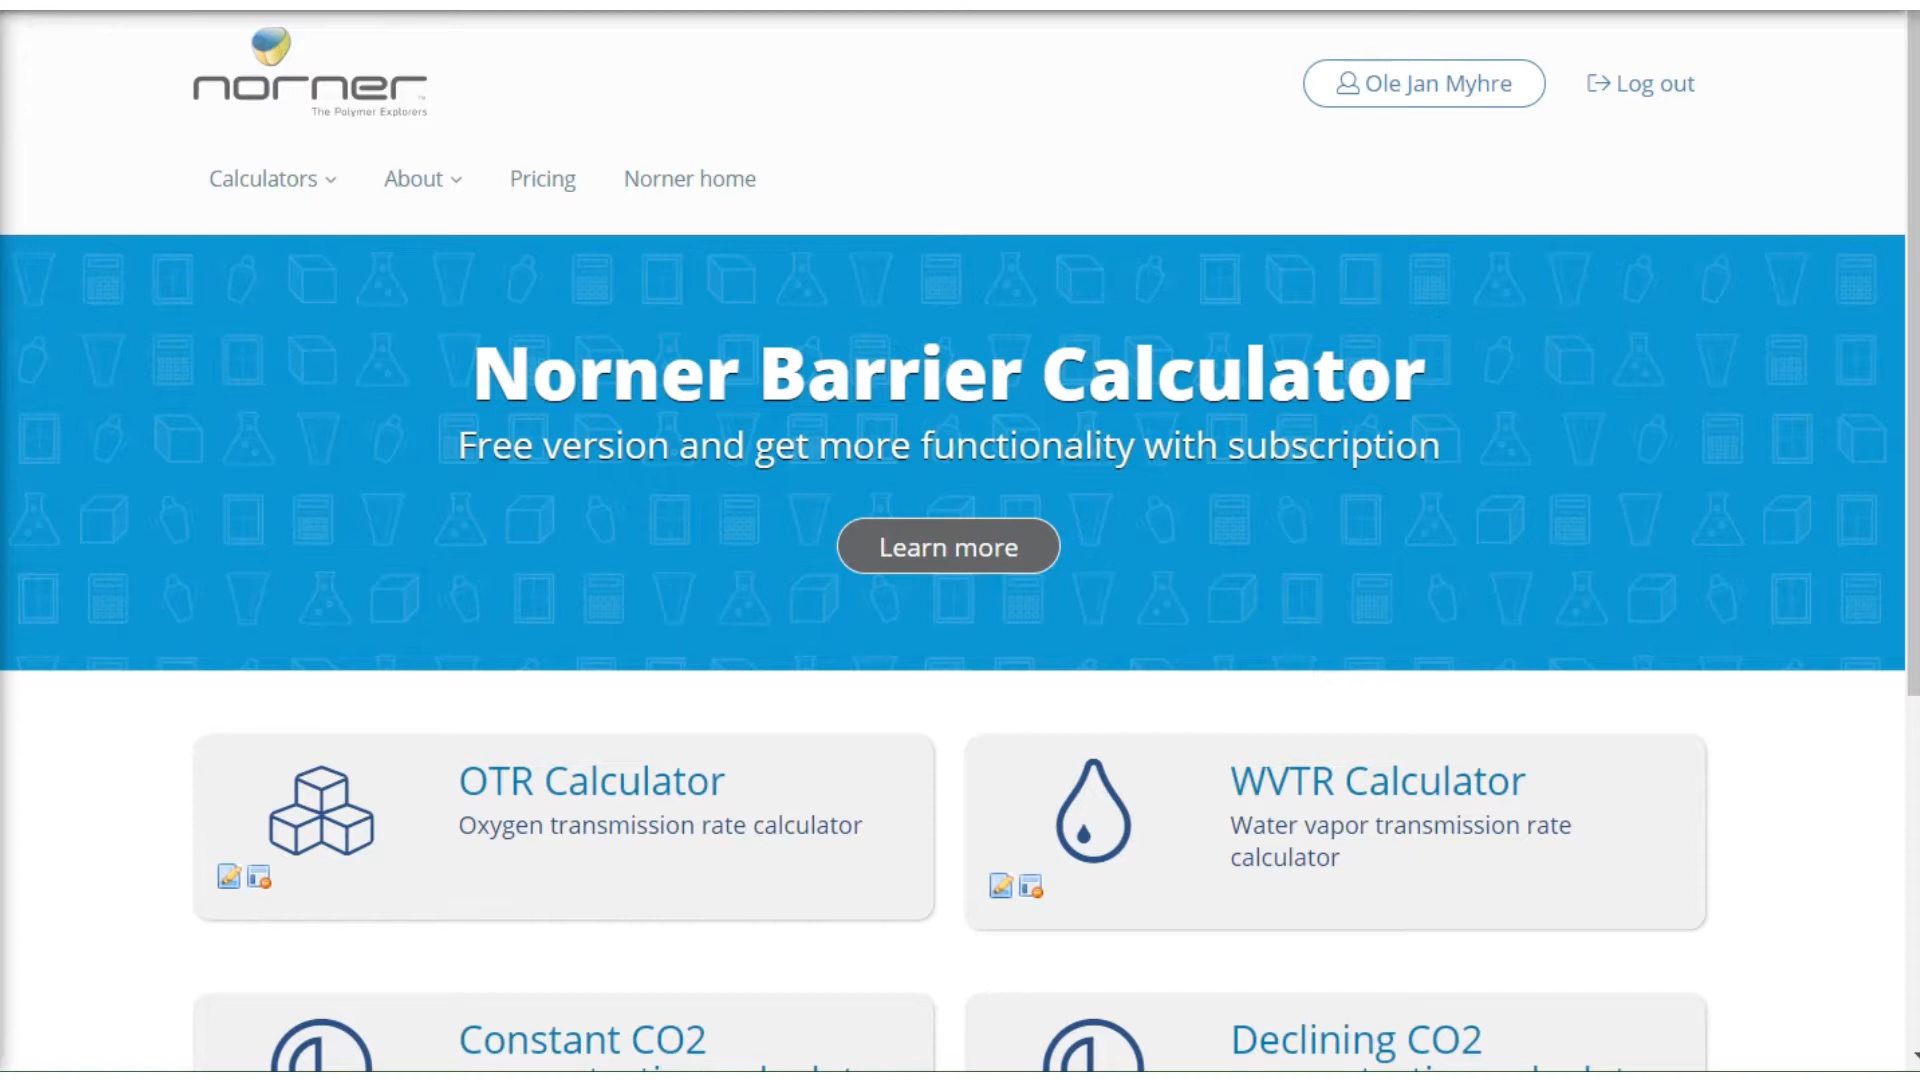 norner
The Polymer Explorers
Ole Jan Myhre
Log out
Calculators
About
Pricing
Norner home
Norner Barrier Calculator
Free version and get more functionality with subscription
Learn more
OTR Calculator
Oxygen transmission rate calculator
WVTR Calculator
Water vapor transmission rate
calculator
Constant CO2
Declining CO2